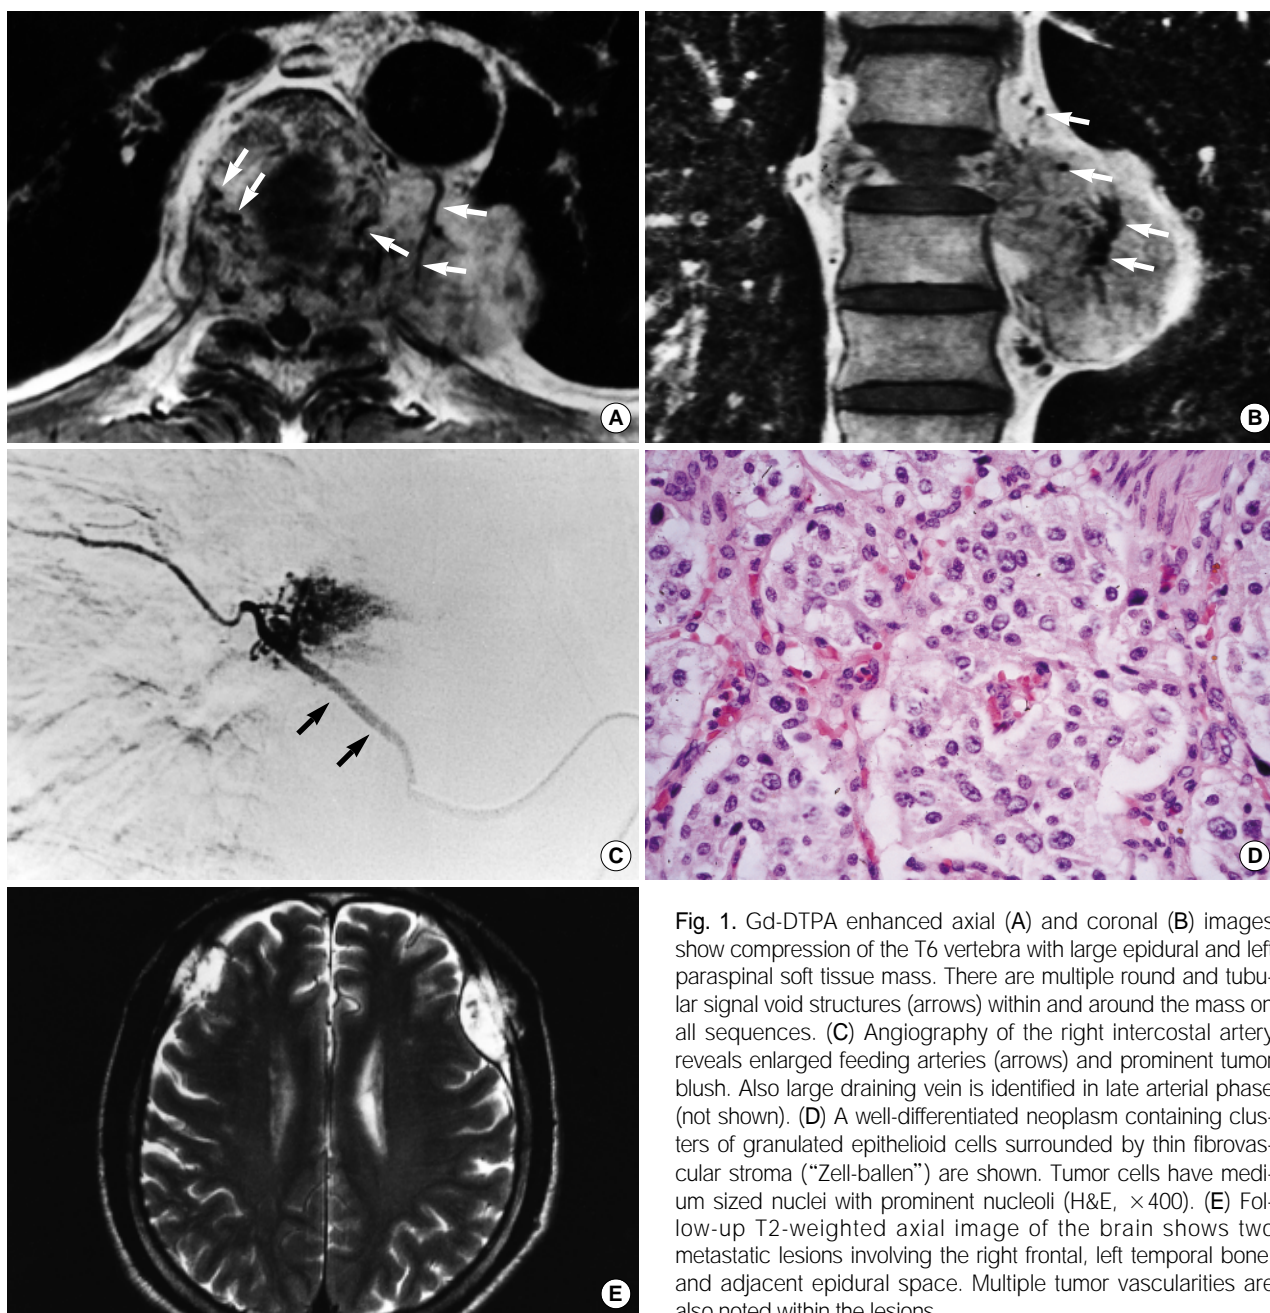 A
B
C
D
E
Fig. 1. Gd-DTPA enhanced axial (A) and coronal (B) images
show compression of the T6 vertebra with large epidural and left
paraspinal soft tissue mass. There are multiple round and tubu-
lar signal void structures (arrows) within and around the mass on
all sequences. (C) Angiography of the right intercostal artery
reveals enlarged feeding arteries (arrows) and prominent tumor
blush. Also large draining vein is identified in late arterial phase
(not shown). (D) A well-differentiated neoplasm containing clus-
ters of granulated epithelioid cells surrounded by thin fibrovas-
cular stroma (“Zell-ballen”) are shown. Tumor cells have medi-
um sized nuclei with prominent nucleoli (H&E, ×400). (E) Fol-
low-up T2-weighted axial image of the brain shows two
metastatic lesions involving the right frontal, left temporal bone
and adjacent epidural space. Multiple tumor vascularities are
also noted within the lesions